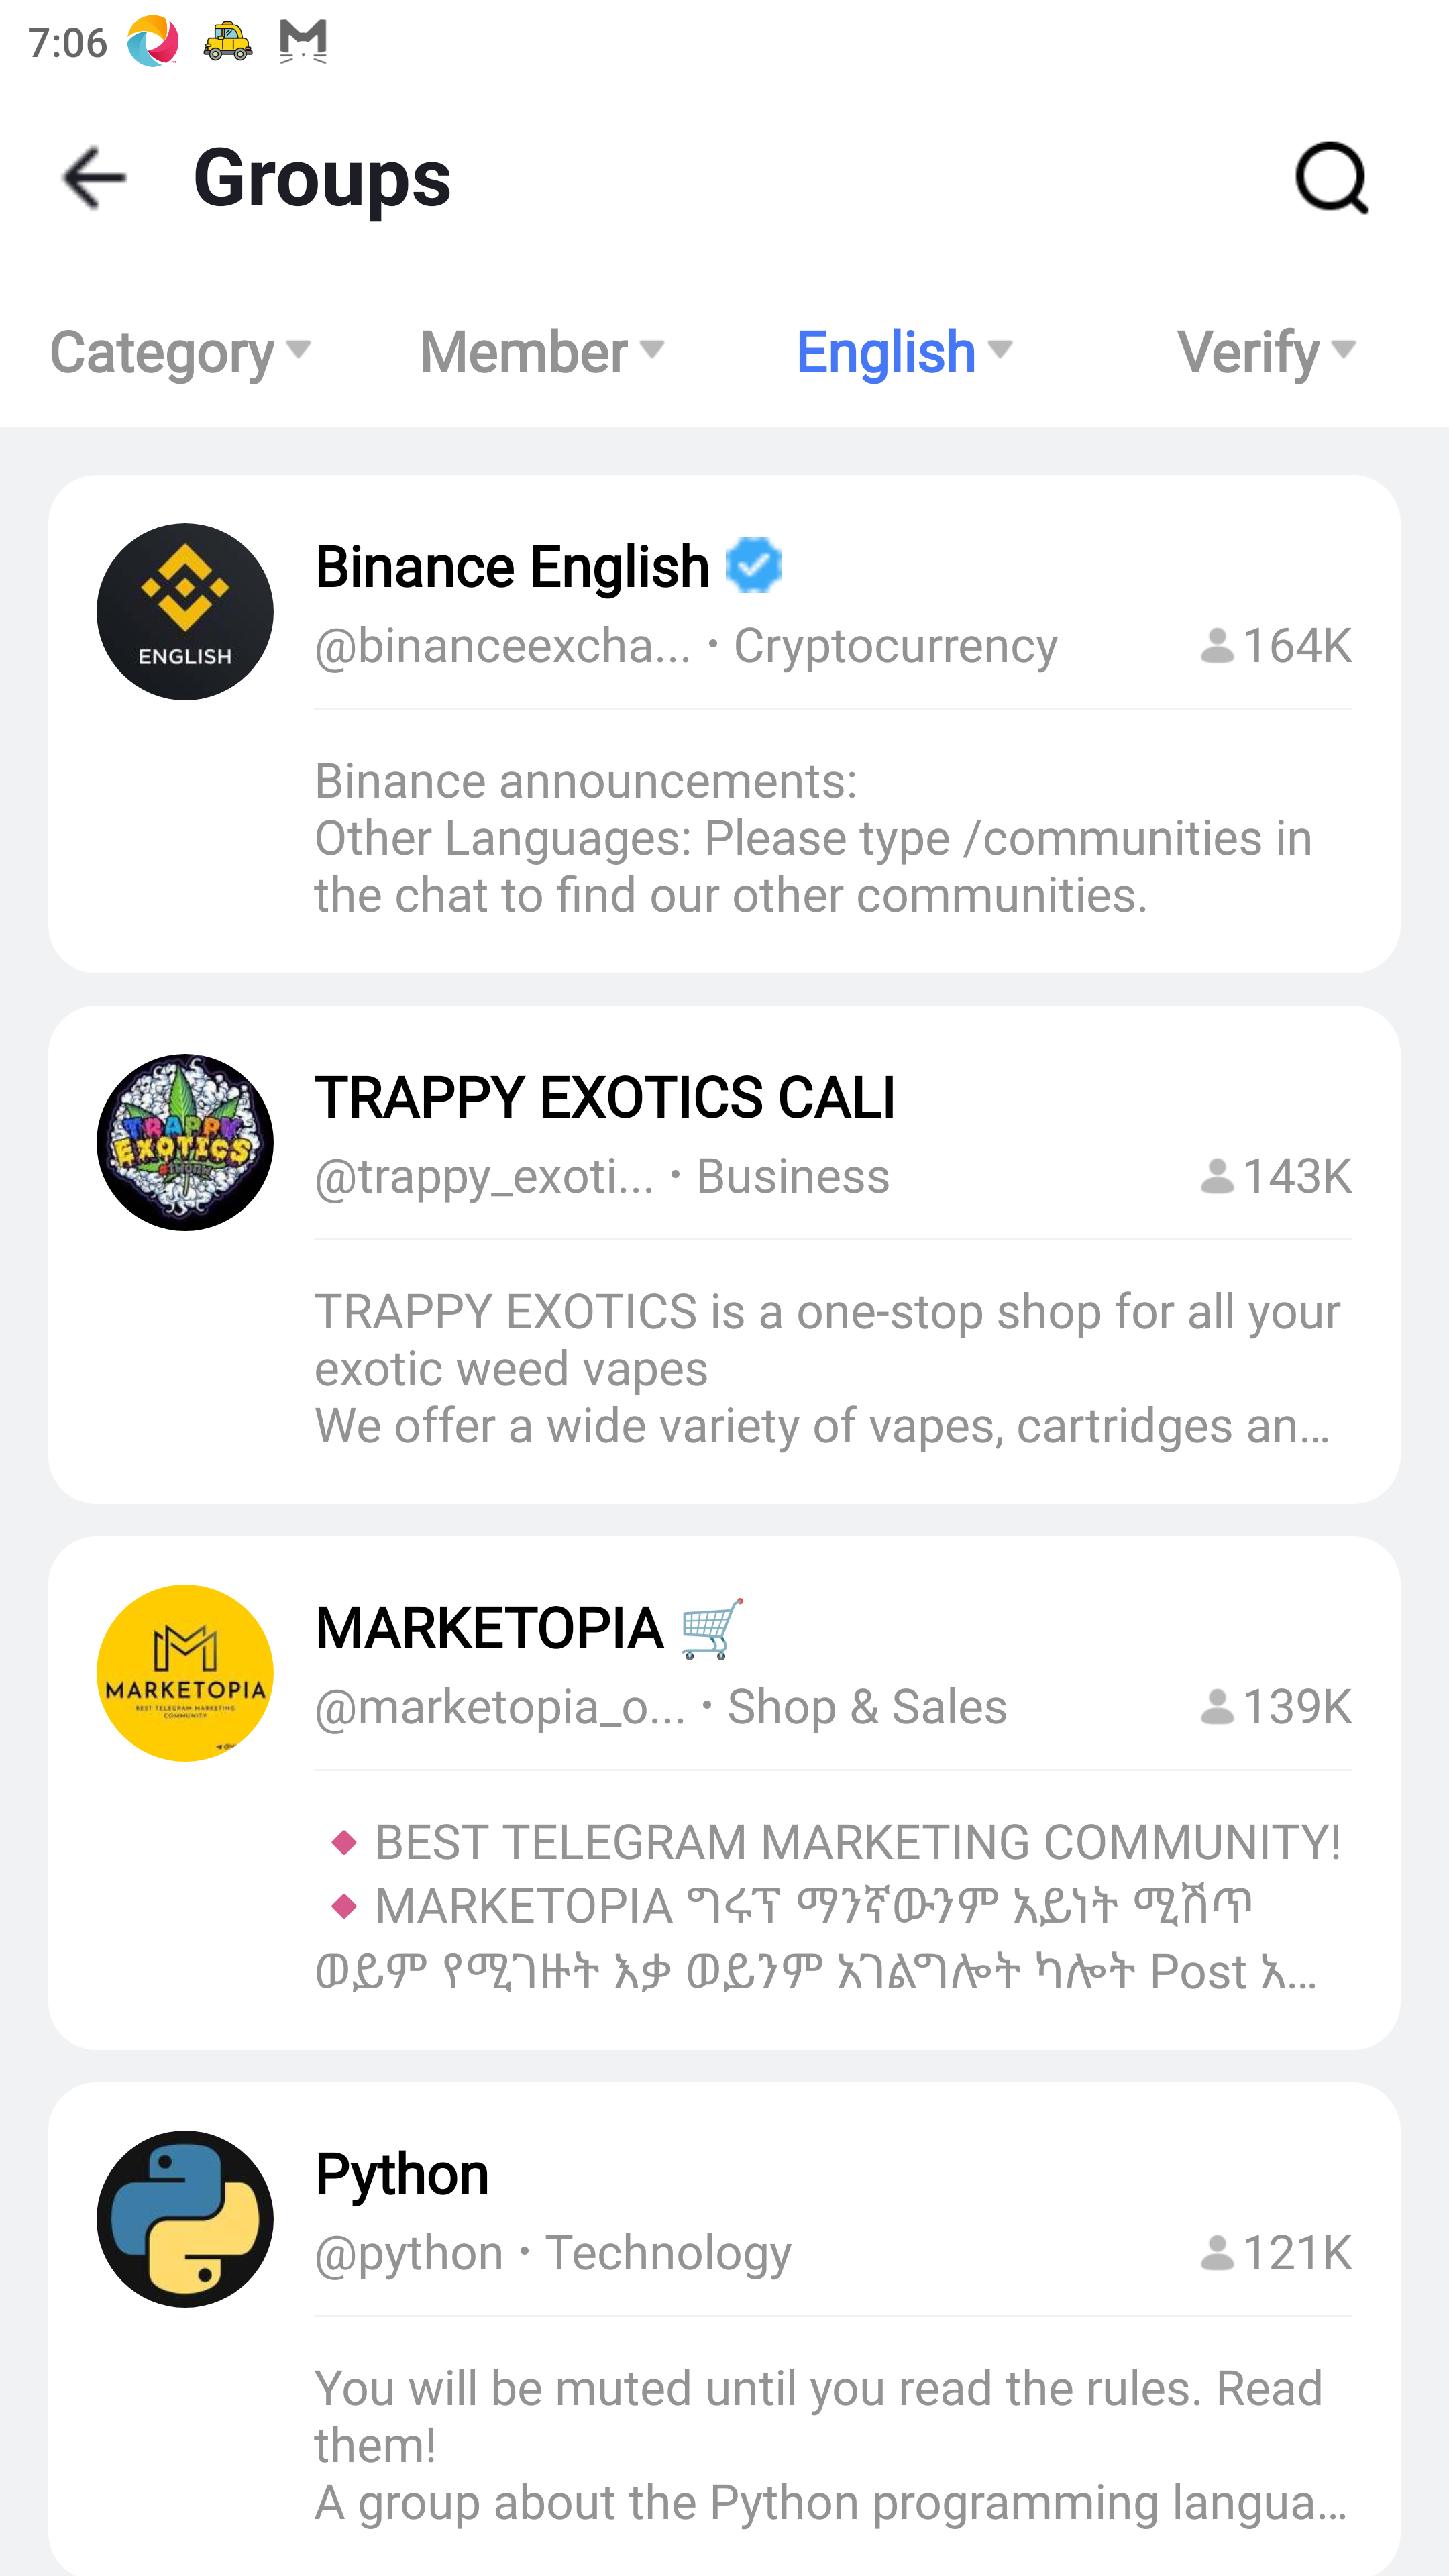 7:06
Groups
Category
Member
English
Verify
ENGLISH
Binance English
@binanceexcha... • Cryptocurrency
164K
Binance announcements:
Other Languages: Please type /communities in
the chat to find our other communities.
TRAPPY EXOTICS
TRAPPY EXOTICS CALI
@trappy_exoti... • Business
143K
TRAPPY EXOTICS is a one-stop shop for all your
exotic weed vapes
We offer a wide variety of vapes, cartridges an...
MARKETOPIA
BEST TELEGRAM MARKETING
COMMUNITY
MARKETOPIA 🛒
@marketopia_o... • Shop & Sales
139K
🔸 BEST TELEGRAM MARKETING COMMUNITY!
🔸 MARKETOPIA ግሩፕ ማንኛውንም አይነት ሚሸጥ
ወይም የሚገዙት እቃ ወይንም አገልግሎት ካሎት Post አ...
Python
@python • Technology
121K
You will be muted until you read the rules. Read
them!
A group about the Python programming langua...